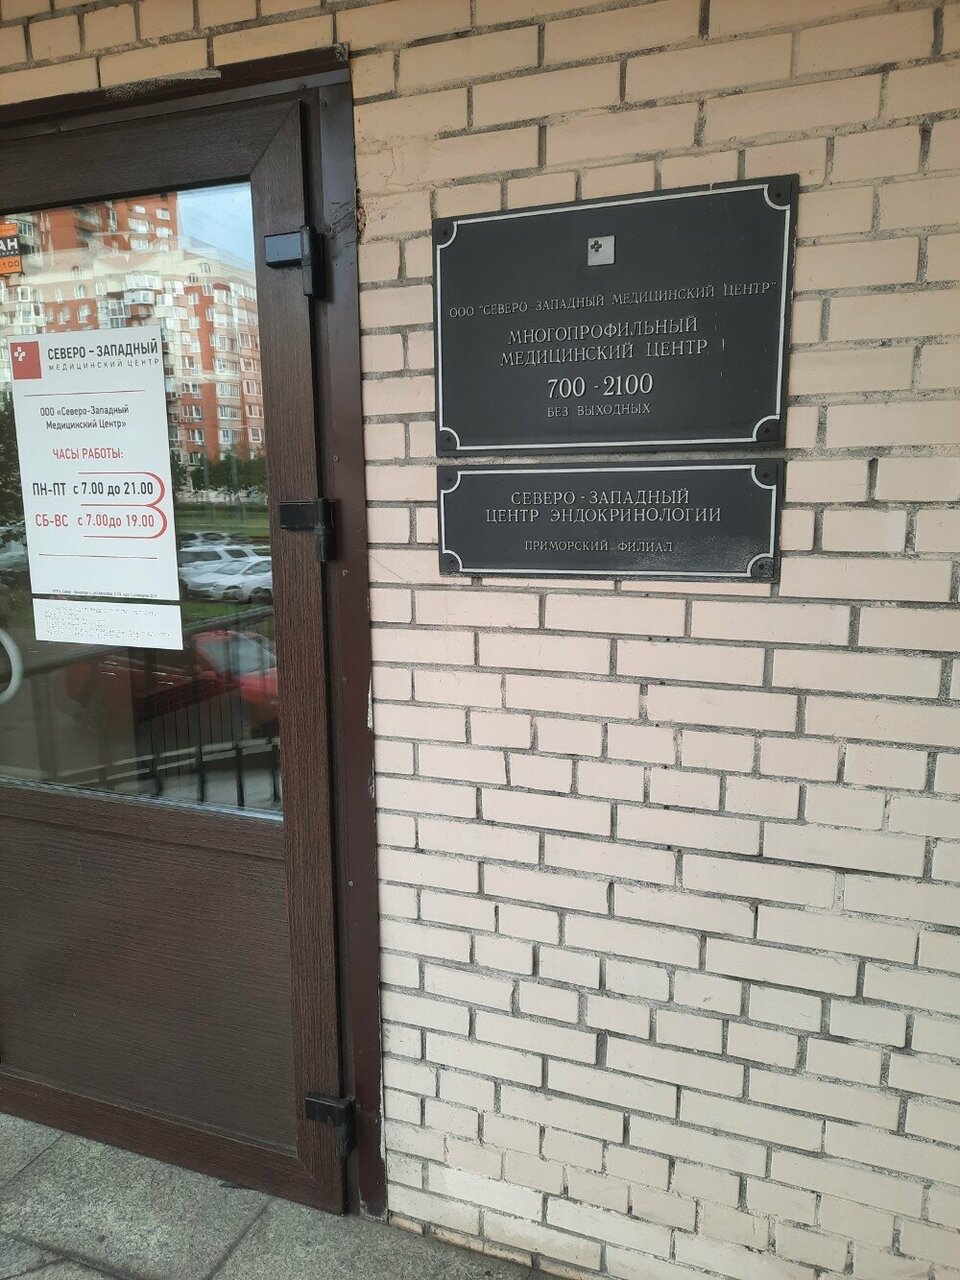 АН
-100
СЕВЕРО-ЗАПАДНЫЙ
МЕДИЦИНСКИЙ ЦЕНТР
ООО «Северо-Западный
Медицинский Центр»
ЧАСЫ РАБОТЫ:
ПН-ПТ с 7.00 до 21.00
СБ-ВС с 7.00до 19.00
ООО "СЕВЕРО-ЗАПАДНЫЙ МЕДИЦИНСКИЙ ЦЕНТР"
МНОГОПРОФИЛЬНЫЙ
МЕДИЦИНСКИЙ ЦЕНТР
700 - 2100
БЕЗ ВЫХОДНЫХ
СЕВЕРО-ЗАПАДНЫЙ
ЦЕНТР ЭНДОКРИНОЛОГИИ
ПРИМОРСКИЙ ФИЛИАЛ